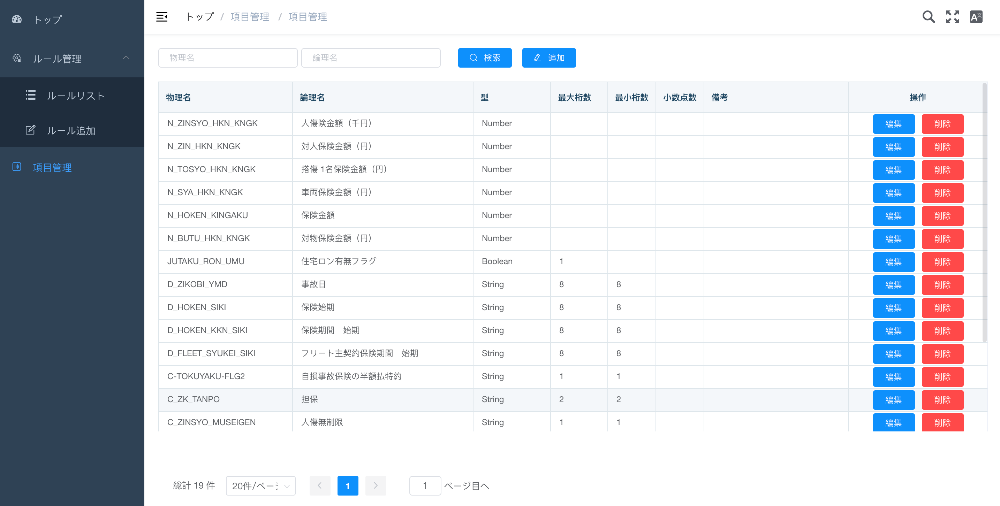 トップ
ルール管理
ルールリスト
ルール追加
項目管理
トップ / 項目管理 / 項目管理
物理名 論理名 検索 追加
物理名 論理名 型 最大桁数 最小桁数 小数点数 備考 操作
N_ZINSYO_HKN_KNGK 人傷険金額（千円） Number 編集 削除
N_ZIN_HKN_KNGK 対人保険金額（円） Number 編集 削除
N_TOSYO_HKN_KNGK 搭傷 1名保険金額（円） Number 編集 削除
N_SYA_HKN_KNGK 車両保険金額（円） Number 編集 削除
N_HOKEN_KINGAKU 保険金額 Number 編集 削除
N_BUTU_HKN_KNGK 対物保険金額（円） Number 編集 削除
JUTAKU_RON_UMU 住宅ロン有無フラグ Boolean 1 編集 削除
D_ZIKOBI_YMD 事故日 String 8 8 編集 削除
D_HOKEN_SIKI 保険始期 String 8 8 編集 削除
D_HOKEN_KKN_SIKI 保険期間　始期 String 8 8 編集 削除
D_FLEET_SYUKEI_SIKI フリート主契約保険期間　始期 String 8 8 編集 削除
C-TOKUYAKU-FLG2 自損事故保険の半額払特約 String 1 1 編集 削除
C_ZK_TANPO 担保 String 2 2 編集 削除
C_ZINSYO_MUSEIGEN 人傷無制限 String 1 1 編集 削除
総計 19 件 20件/ページ 1 1 ページ目へ